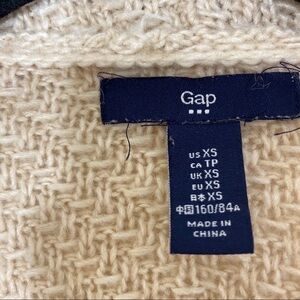 Gap
US XS
CA TP
UK XS
EU XS
日本 XS
中国 160/84A
MADE IN
CHINA